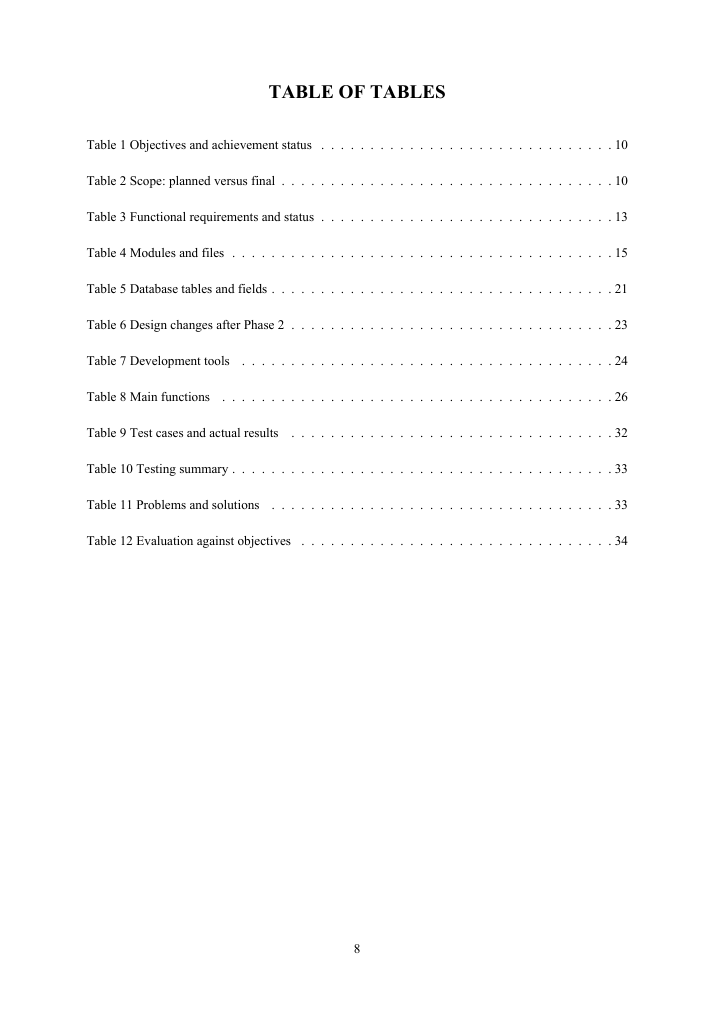 TABLE OF TABLES
Table 1 Objectives and achievement status . . . . . . . . . . . . . . . . . . . . . . . . . . . . . . 10
Table 2 Scope: planned versus final . . . . . . . . . . . . . . . . . . . . . . . . . . . . . . . . . . 10
Table 3 Functional requirements and status . . . . . . . . . . . . . . . . . . . . . . . . . . . . . . 13
Table 4 Modules and files . . . . . . . . . . . . . . . . . . . . . . . . . . . . . . . . . . . . . . . 15
Table 5 Database tables and fields . . . . . . . . . . . . . . . . . . . . . . . . . . . . . . . . . . . 21
Table 6 Design changes after Phase 2 . . . . . . . . . . . . . . . . . . . . . . . . . . . . . . . . . 23
Table 7 Development tools . . . . . . . . . . . . . . . . . . . . . . . . . . . . . . . . . . . . . . 24
Table 8 Main functions . . . . . . . . . . . . . . . . . . . . . . . . . . . . . . . . . . . . . . . . 26
Table 9 Test cases and actual results . . . . . . . . . . . . . . . . . . . . . . . . . . . . . . . . . 32
Table 10 Testing summary . . . . . . . . . . . . . . . . . . . . . . . . . . . . . . . . . . . . . . . 33
Table 11 Problems and solutions . . . . . . . . . . . . . . . . . . . . . . . . . . . . . . . . . . . 33
Table 12 Evaluation against objectives . . . . . . . . . . . . . . . . . . . . . . . . . . . . . . . . 34
8